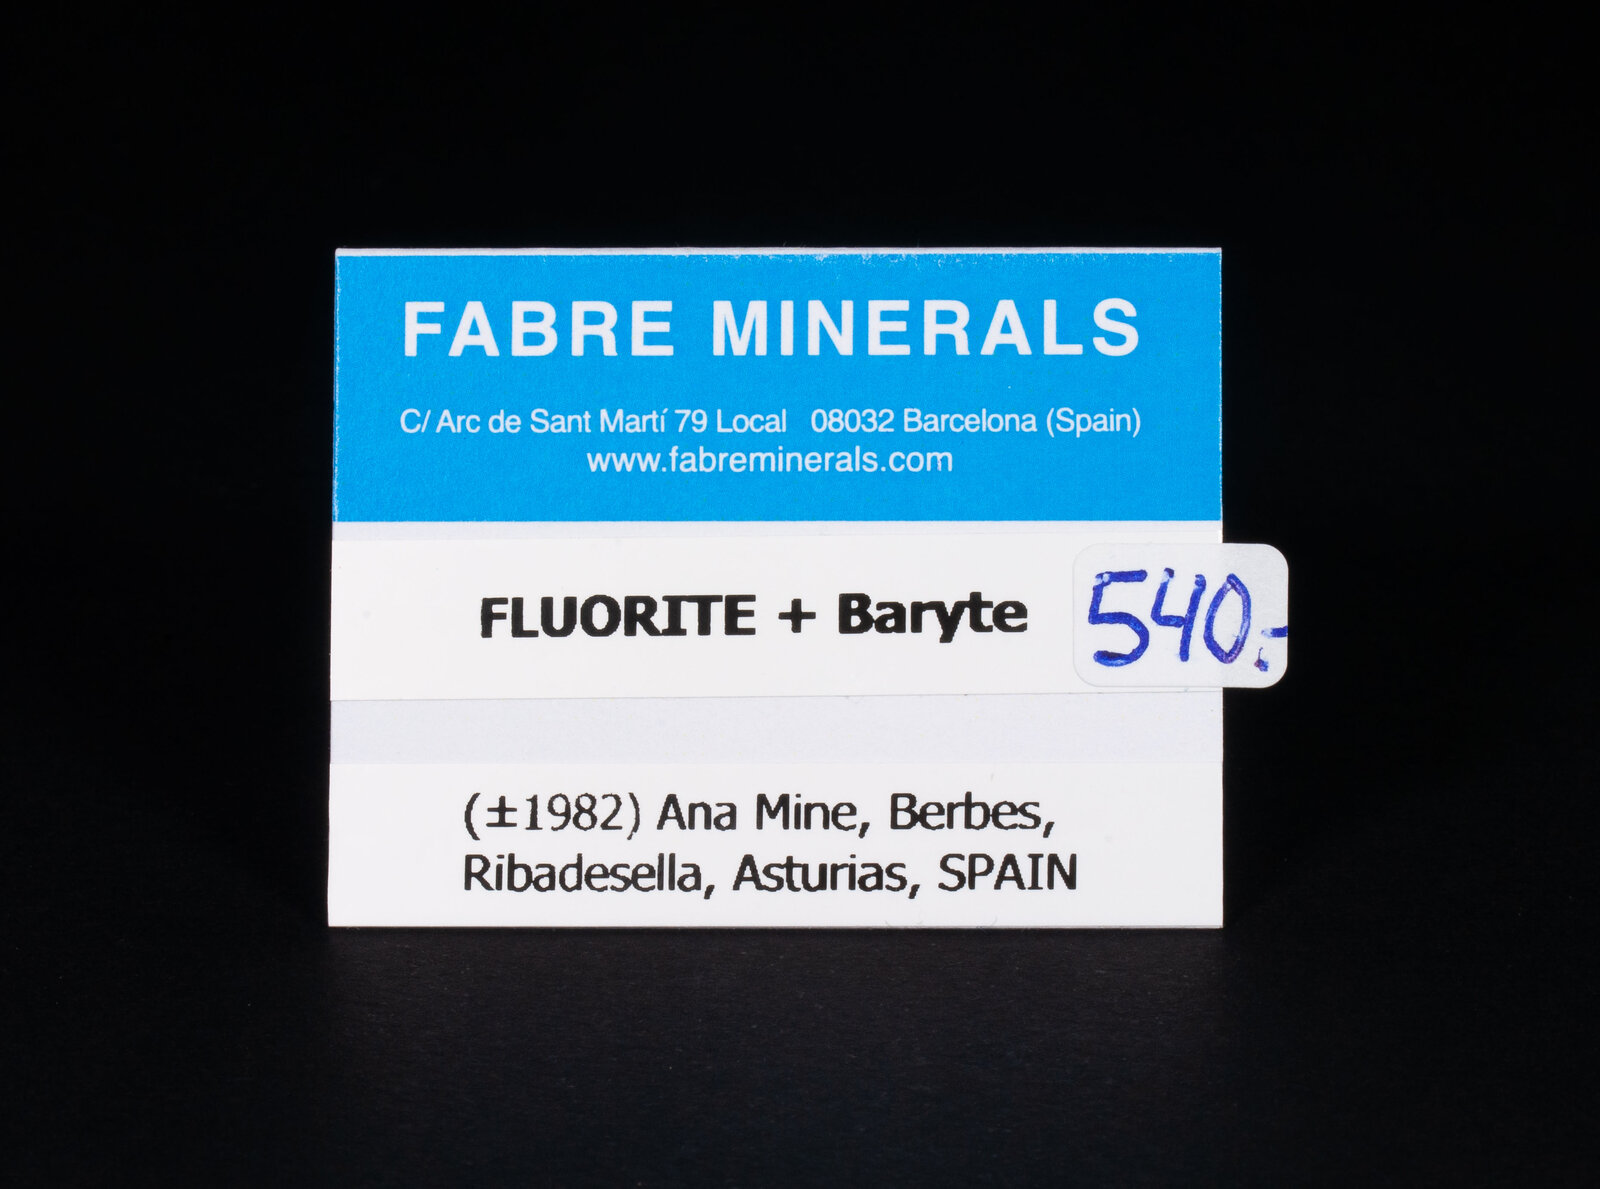 FABRE MINERALS
C/ Arc de Sant Martí 79 Local 08032 Barcelona (Spain)
www.fabreminerals.com
FLUORITE + Baryte
540.-
(±1982) Ana Mine, Berbes,
Ribadesella, Asturias, SPAIN